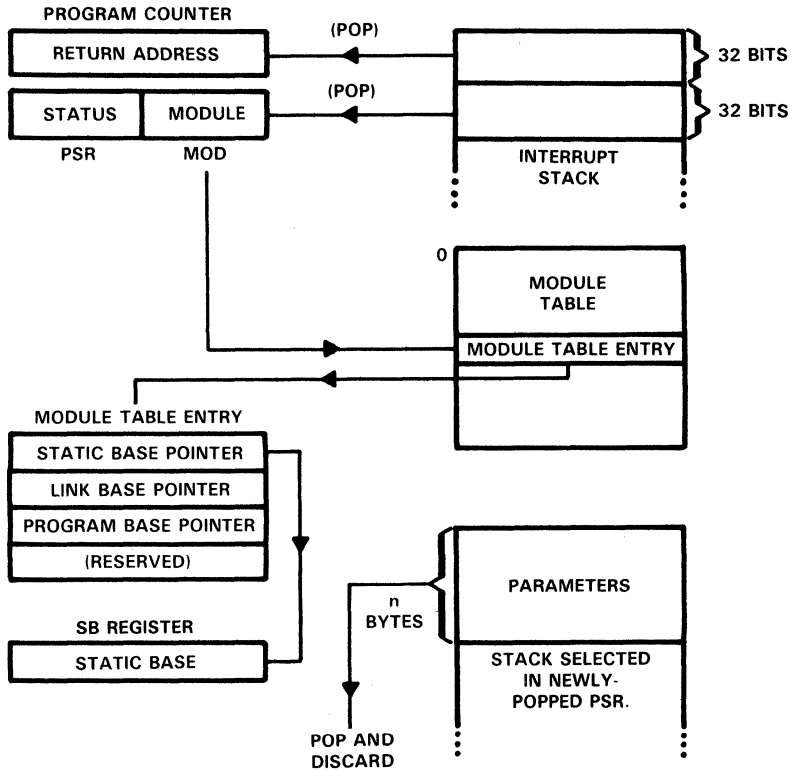 PROGRAM COUNTER
RETURN ADDRESS
(POP)
32 BITS
STATUS
MODULE
(POP)
32 BITS
PSR
MOD
INTERRUPT
STACK
0
MODULE
TABLE
MODULE TABLE ENTRY
MODULE TABLE ENTRY
STATIC BASE POINTER
LINK BASE POINTER
PROGRAM BASE POINTER
(RESERVED)
SB REGISTER
STATIC BASE
n
BYTES
PARAMETERS
STACK SELECTED
IN NEWLY-
POPPED PSR.
POP AND
DISCARD